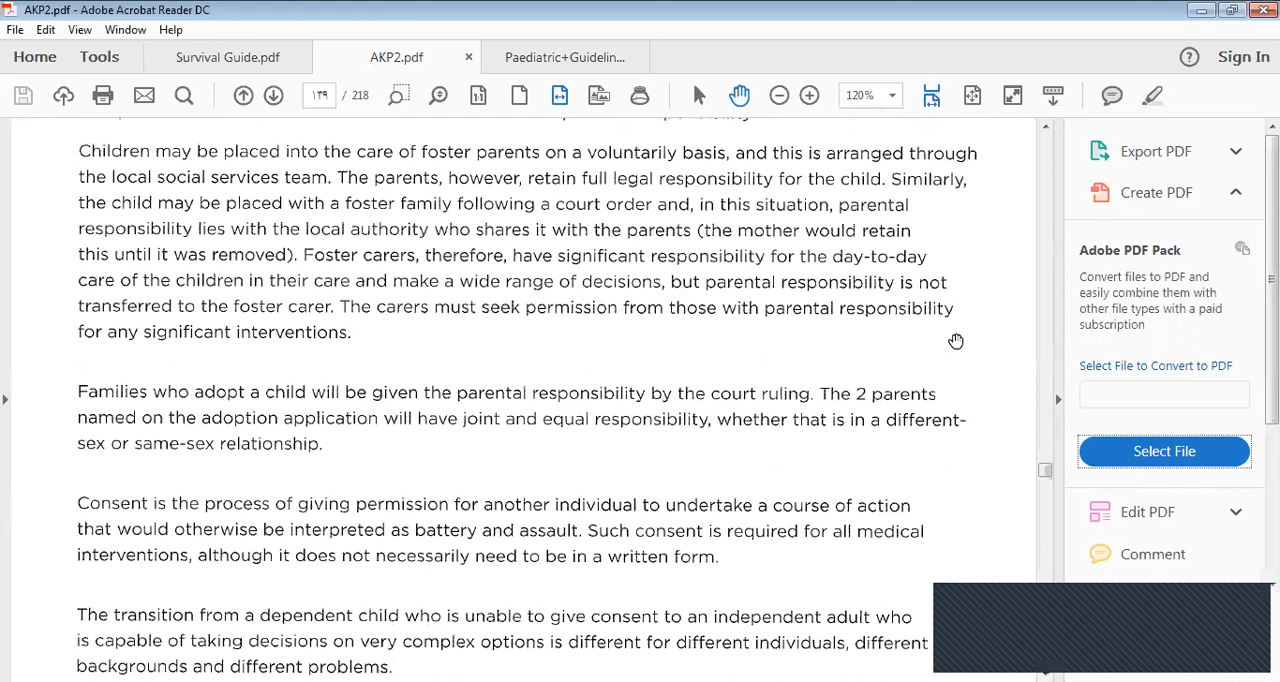 AKP2.pdf - Adobe Acrobat Reader DC
File Edit View Window Help
Home Tools Survival Guide.pdf AKP2.pdf × Paediatric+Guidelin...
? Sign In
١٣٩ / 218 120%
Children may be placed into the care of foster parents on a voluntarily basis, and this is arranged through
the local social services team. The parents, however, retain full legal responsibility for the child. Similarly,
the child may be placed with a foster family following a court order and, in this situation, parental
responsibility lies with the local authority who shares it with the parents (the mother would retain
this until it was removed). Foster carers, therefore, have significant responsibility for the day-to-day
care of the children in their care and make a wide range of decisions, but parental responsibility is not
transferred to the foster carer. The carers must seek permission from those with parental responsibility
for any significant interventions.
Families who adopt a child will be given the parental responsibility by the court ruling. The 2 parents
named on the adoption application will have joint and equal responsibility, whether that is in a different-
sex or same-sex relationship.
Consent is the process of giving permission for another individual to undertake a course of action
that would otherwise be interpreted as battery and assault. Such consent is required for all medical
interventions, although it does not necessarily need to be in a written form.
The transition from a dependent child who is unable to give consent to an independent adult who
is capable of taking decisions on very complex options is different for different individuals, different
backgrounds and different problems.
Export PDF
Create PDF
Adobe PDF Pack
Convert files to PDF and
easily combine them with
other file types with a paid
subscription
Select File to Convert to PDF
Select File
Edit PDF
Comment